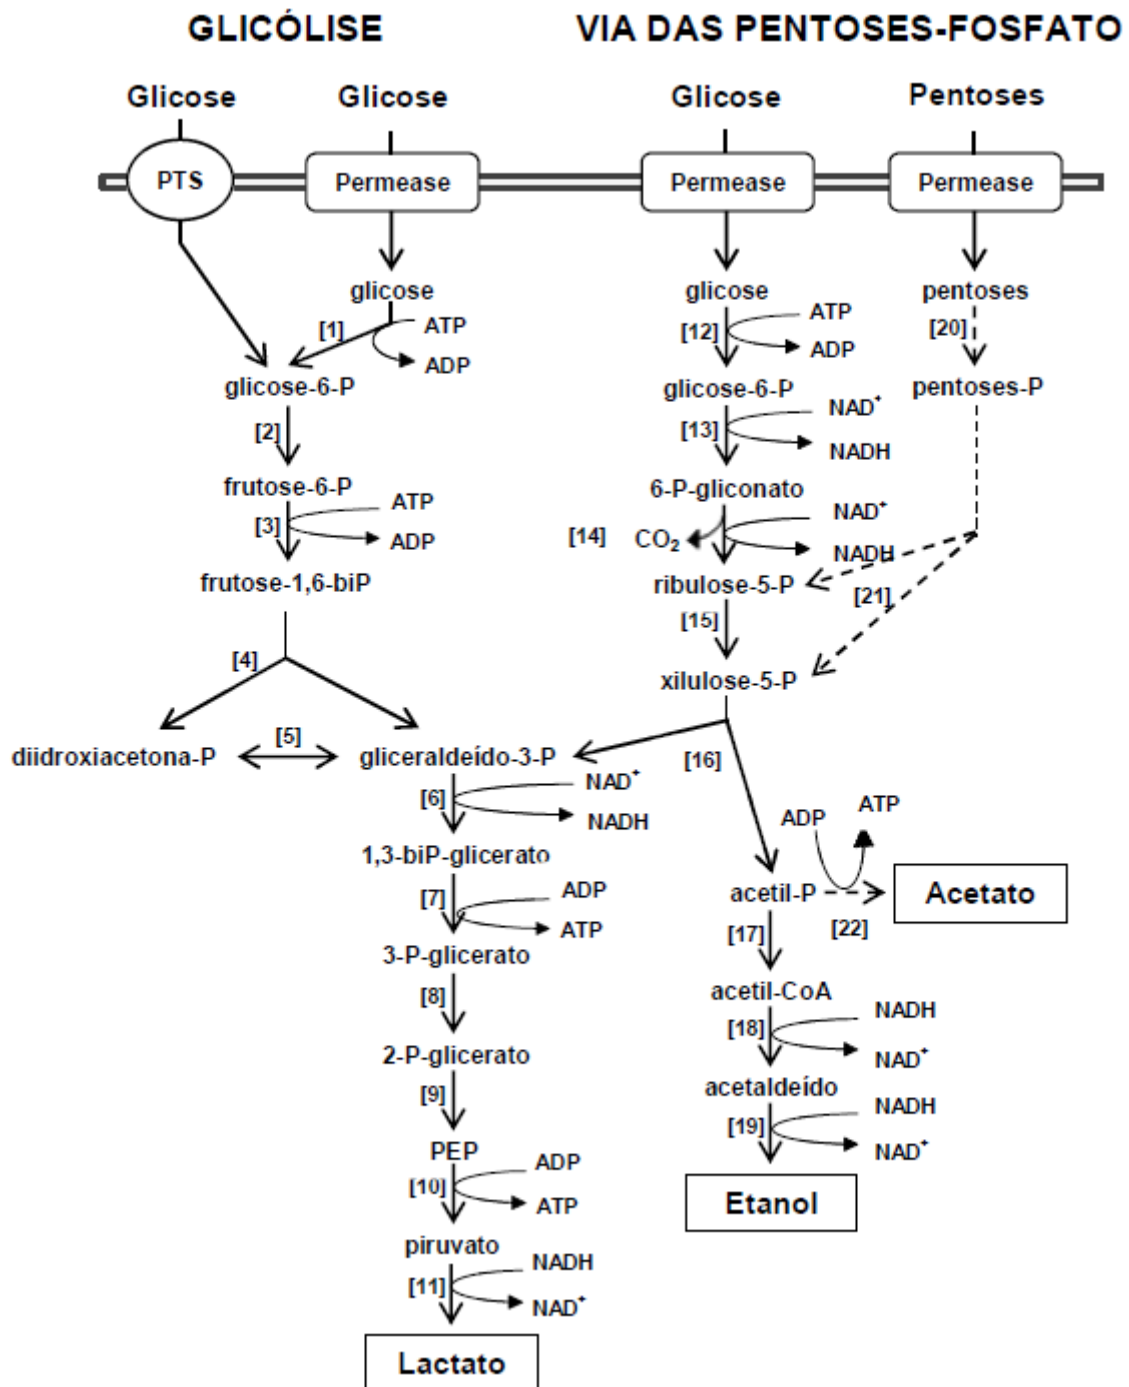 GLICÓLISE VIA DAS PENTOSES-FOSFATO
Glicose Glicose Glicose Pentoses
PTS Permease Permease Permease
glicose glicose pentoses
[1] ATP [12] ATP [20]
ADP ADP
glicose-6-P glicose-6-P pentoses-P
[2] [13] NAD+
NADH
frutose-6-P 6-P-gliconato
[3] ATP NAD+
ADP [14] CO2 NADH
frutose-1,6-biP ribulose-5-P [21]
[15]
[4] xilulose-5-P
diidroxiacetona-P [5] gliceraldeído-3-P [16]
[6] NAD+
NADH ADP ATP
1,3-biP-glicerato
[7] ADP acetil-P Acetato
ATP [17] [22]
3-P-glicerato
[8] acetil-CoA
[18] NADH
NAD+
2-P-glicerato acetaldeído
[9] [19] NADH
NAD+
PEP
[10] ADP Etanol
ATP
piruvato
[11] NADH
NAD+
Lactato